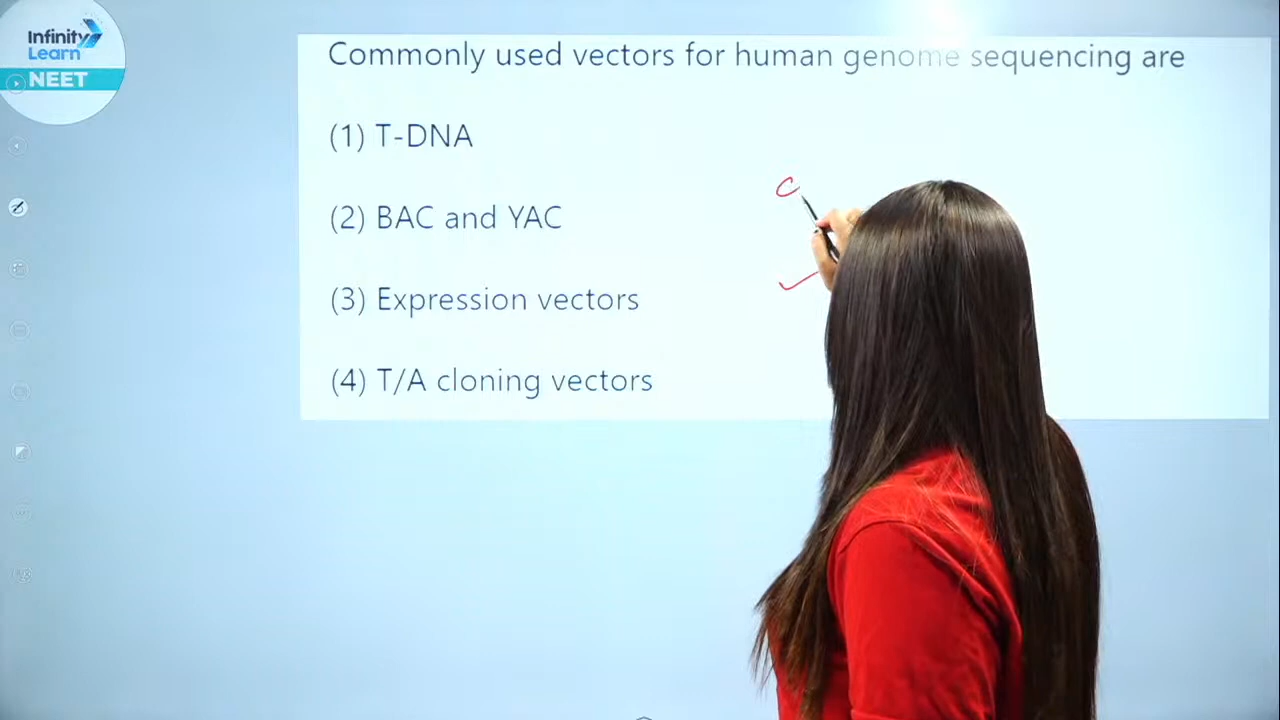 Infinity
Learn
NEET
Commonly used vectors for human genome sequencing are
(1) T-DNA
(2) BAC and YAC
(3) Expression vectors
(4) T/A cloning vectors
C